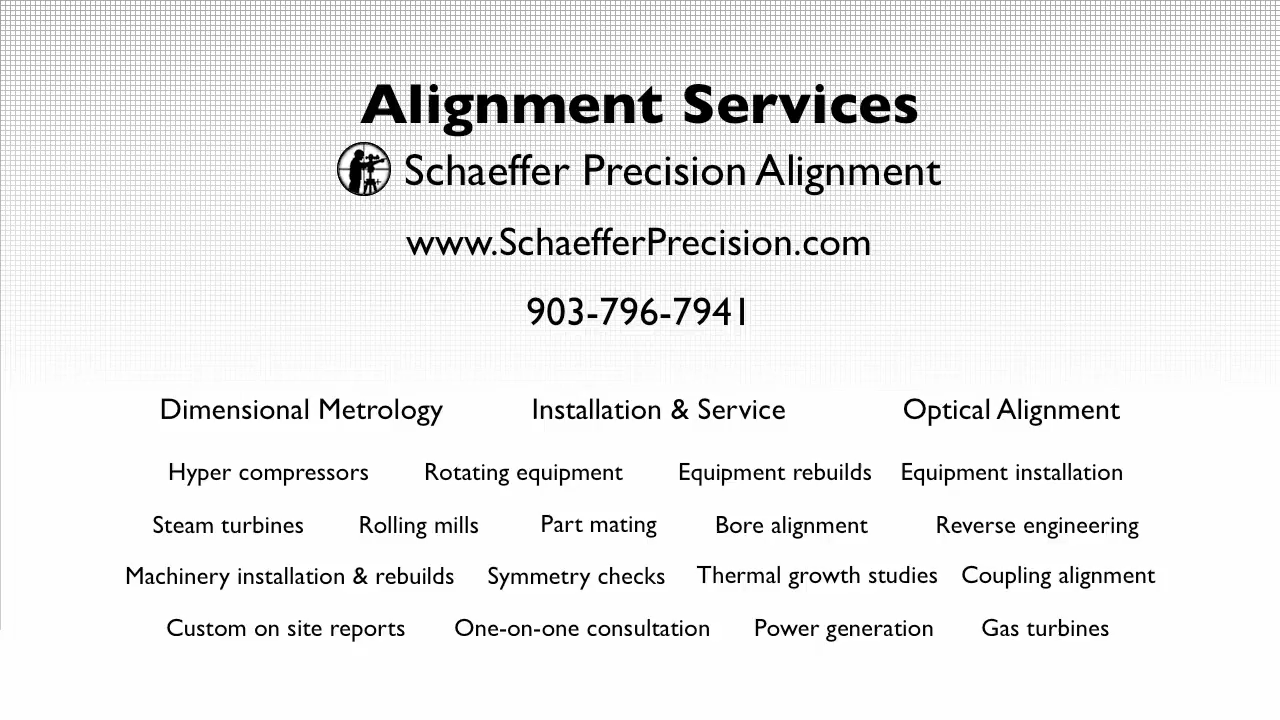 Alignment Services
Schaeffer Precision Alignment
www.SchaefferPrecision.com
903-796-7941
Dimensional Metrology Installation & Service Optical Alignment
Hyper compressors Rotating equipment Equipment rebuilds Equipment installation
Steam turbines Rolling mills Part mating Bore alignment Reverse engineering
Machinery installation & rebuilds Symmetry checks Thermal growth studies Coupling alignment
Custom on site reports One-on-one consultation Power generation Gas turbines